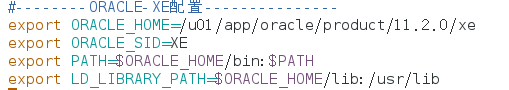 #-------- ORACLE-XE配置---------------
export ORACLE_HOME=/u01/app/oracle/product/11.2.0/xe
export ORACLE_SID=XE
export PATH=$ORACLE_HOME/bin:$PATH
export LD_LIBRARY_PATH=$ORACLE_HOME/lib:/usr/lib